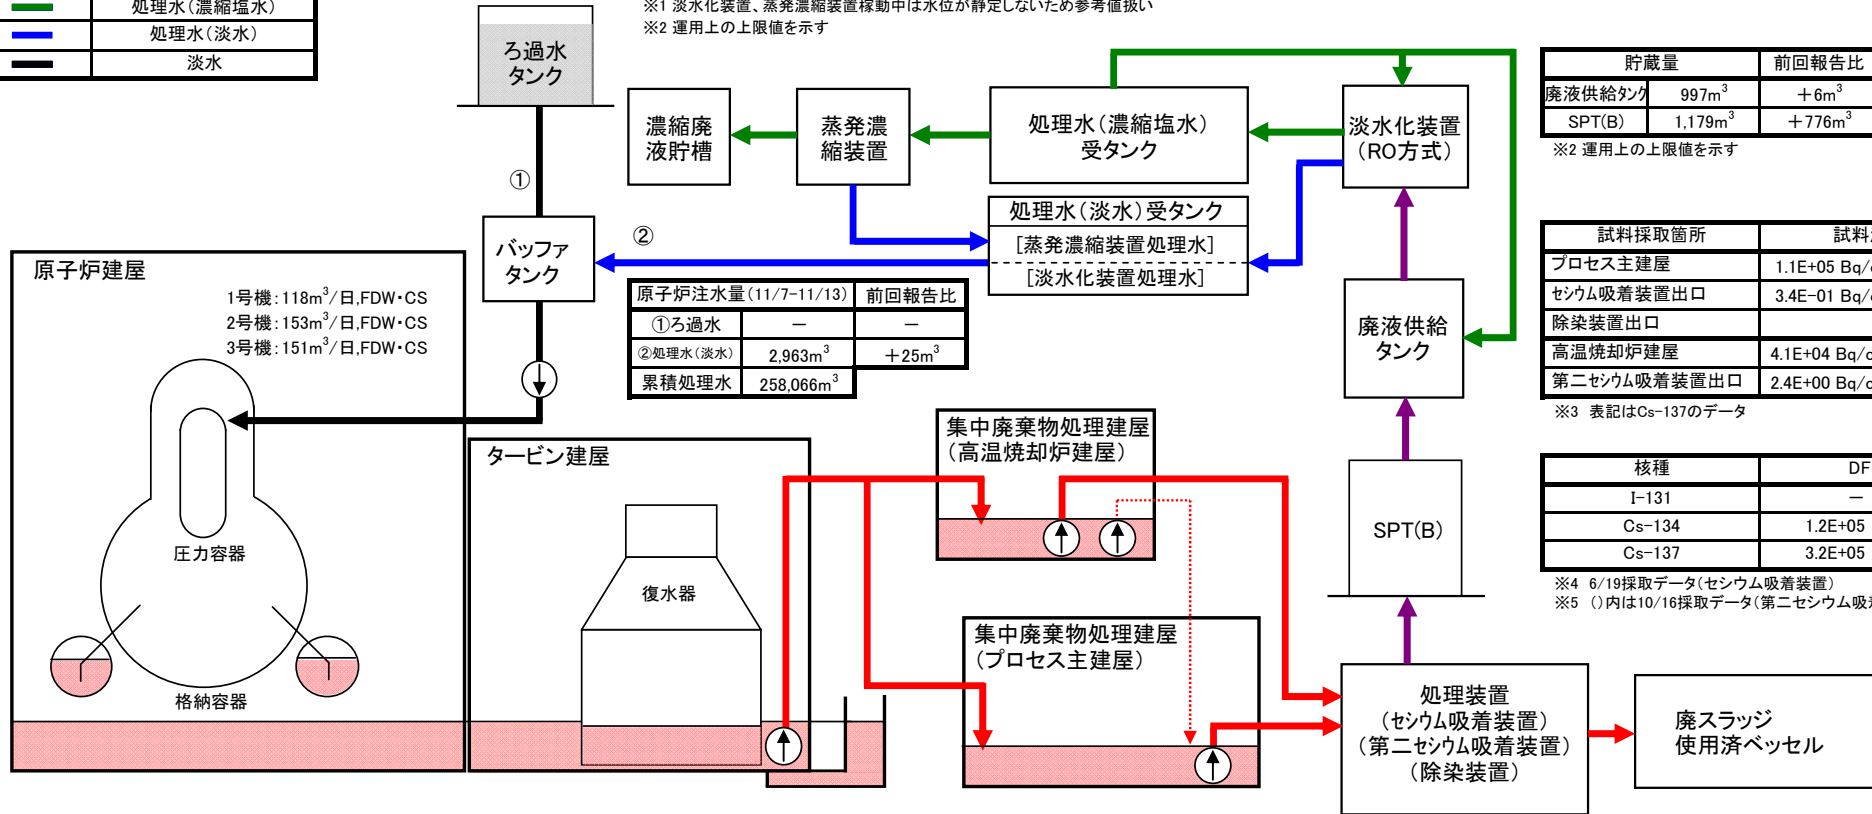 処理水(濃縮塩水)
処理水(淡水)
淡水
※1 淡水化装置、蒸発濃縮装置稼動中は水位が静定しないため参考値扱い
※2 運用上の上限値を示す
ろ過水
タンク
①
バッファ
タンク
②
濃縮廃
液貯槽
蒸発濃
縮装置
処理水(濃縮塩水)
受タンク
淡水化装置
(RO方式)
処理水(淡水)受タンク
[蒸発濃縮装置処理水]
[淡水化装置処理水]
廃液供給
タンク
SPT(B)
貯蔵量 前回報告比
廃液供給タンク 997m³ +6m³
SPT(B) 1,179m³ +776m³
※2 運用上の上限値を示す
試料採取箇所
プロセス主建屋 1.1E+05
セシウム吸着装置出口 3.4E-01
除染装置出口
高温焼却炉建屋 4.1E+04
第二セシウム吸着装置出口 2.4E+00
※3 表記はCs-137のデータ
核種 DF
I-131 −
Cs-134 1.2E+05
Cs-137 3.2E+05
※4 6/19採取データ(セシウム吸着装置)
※5 ()内は10/16採取データ
原子炉注水量(11/7-11/13) 前回報告比
①ろ過水 − −
②処理水(淡水) 2,963m³ +25m³
累積処理水 258,066m³
原子炉建屋
1号機:118m³/日,FDW・CS
2号機:153m³/日,FDW・CS
3号機:151m³/日,FDW・CS
圧力容器
格納容器
タービン建屋
復水器
集中廃棄物処理建屋
(高温焼却炉建屋)
集中廃棄物処理建屋
(プロセス主建屋)
処理装置
(セシウム吸着装置)
(第二セシウム吸着装置)
(除染装置)
廃スラッジ
使用済ベッセル